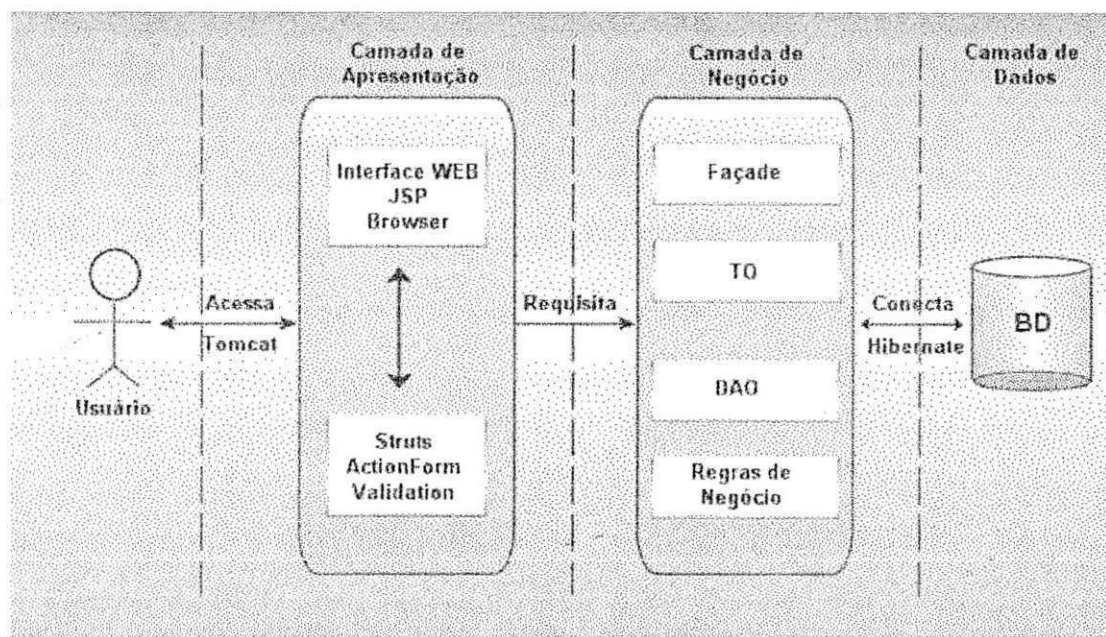 Camada de
Apresentação
Camada de
Negócio
Camada de
Dados
Interface WEB
JSP
Browser
Façade
TO
Acessa
Tomcat
Requisita
Conecta
Hibernate
BD
Usuário
DAO
Struts
ActionForm
Validation
Regras de
Negócio